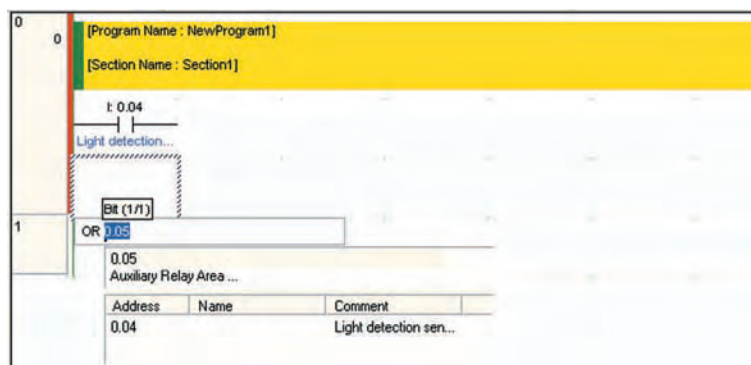 0
0
[Program Name : NewProgram1]
[Section Name : Section1]
I: 0.04
Light detection...
Bit (1/1)
1
OR 0.05
0.05
Auxiliary Relay Area ...
Address Name Comment
0.04 Light detection sen...